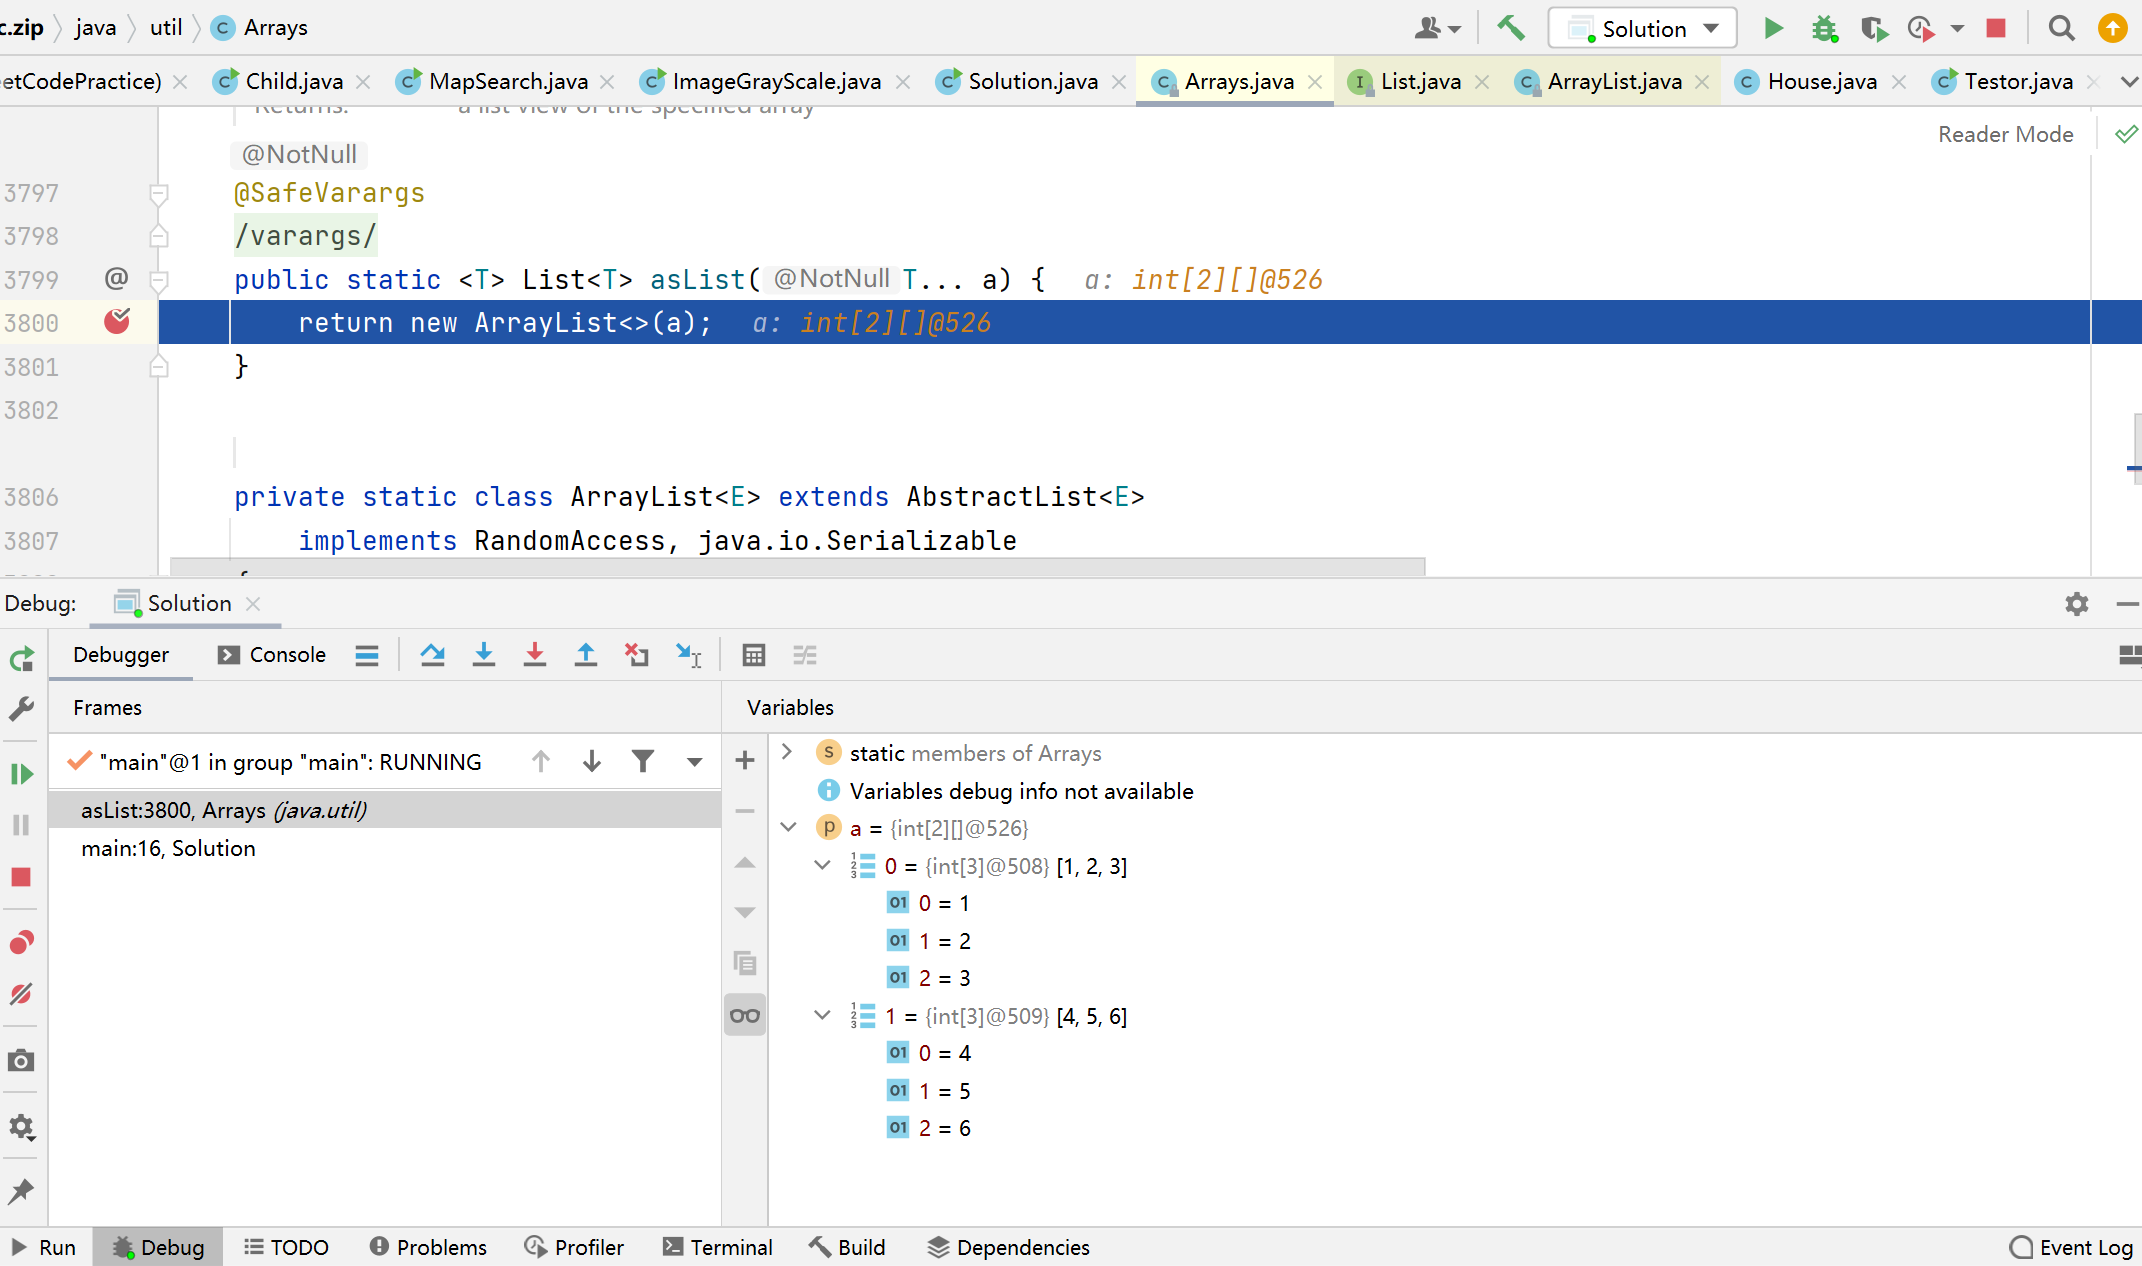 c.zip java util Arrays Solution
eetCodePractice) Child.java MapSearch.java ImageGrayScale.java Solution.java Arrays.java List.java ArrayList.java House.java Testor.java
Returns: a list view of the specified array
Reader Mode
@NotNull
3797 @SafeVarargs
3798 /varargs/
3799 @ public static <T> List<T> asList( @NotNull T... a) { a: int[2][]@526
3800 return new ArrayList<>(a); a: int[2][]@526
3801 }
3802
3806 private static class ArrayList<E> extends AbstractList<E>
3807 implements RandomAccess, java.io.Serializable
{
Debug: Solution
Debugger Console
Frames Variables
"main"@1 in group "main": RUNNING
asList:3800, Arrays (java.util)
main:16, Solution
static members of Arrays
Variables debug info not available
a = {int[2][]@526}
0 = {int[3]@508} [1, 2, 3]
0 = 1
1 = 2
2 = 3
1 = {int[3]@509} [4, 5, 6]
0 = 4
1 = 5
2 = 6
Run Debug TODO Problems Profiler Terminal Build Dependencies Event Log